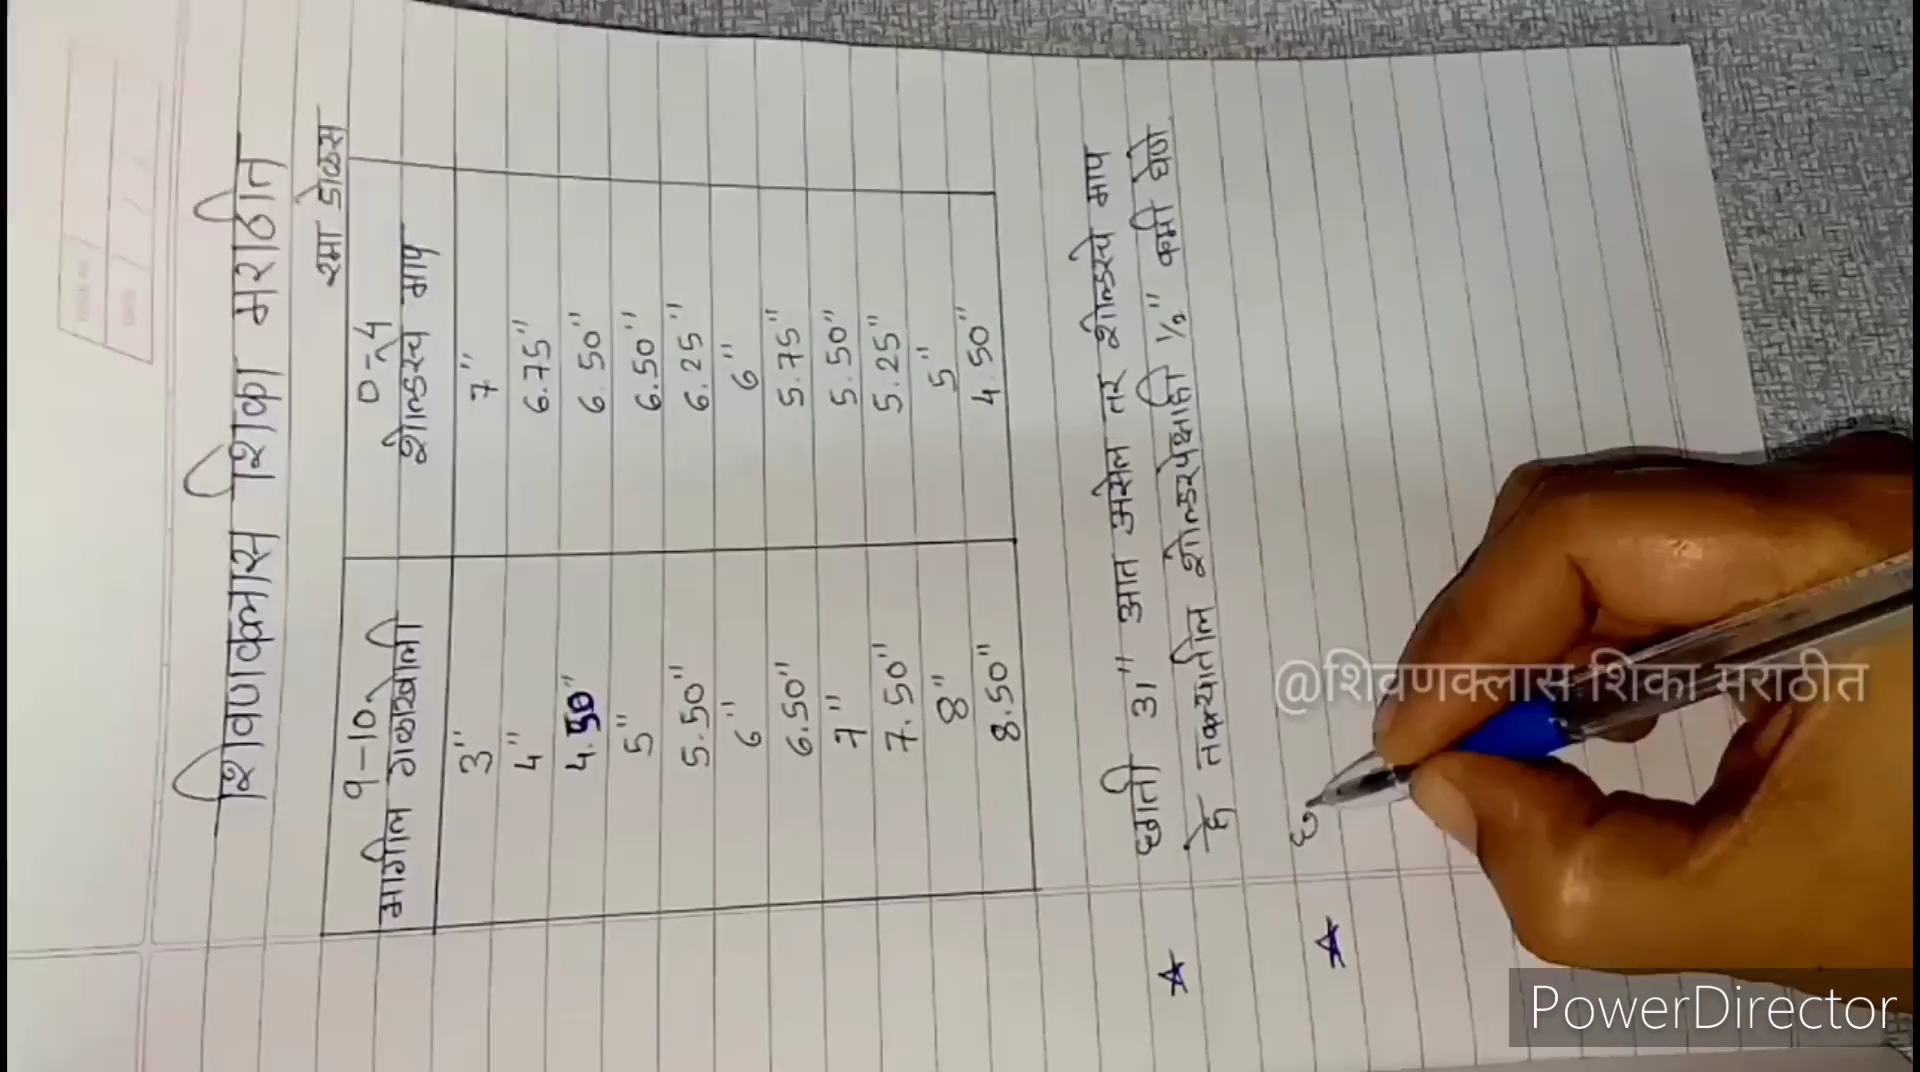 शिवणक्लास शिका मराठीत
रमा डोळस
9-10 0-4
मागील गळाखोली शोल्डरचे माप
3" 7"
4" 6.75"
4.50" 6.50"
5" 6.50"
5.50" 6.25"
6" 6"
6.50" 5.75"
7" 5.50"
7.50" 5.25"
8" 5"
8.50" 4.50"
★ छाती 31" आत असेल तर शोल्डरचे माप
हे तक्त्यातील शोल्डरपेक्षाही 1/2" कमी घेणे
★
@शिवणक्लास शिका मराठीत
PowerDirector